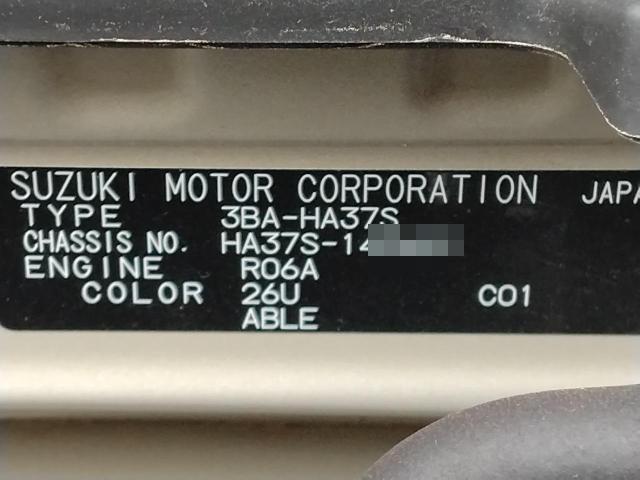 SUZUKI MOTOR CORPORATION JAPA
TYPE 3BA-HA37S
CHASSIS NO. HA37S-14
ENGINE R06A
COLOR 26U C01
ABLE